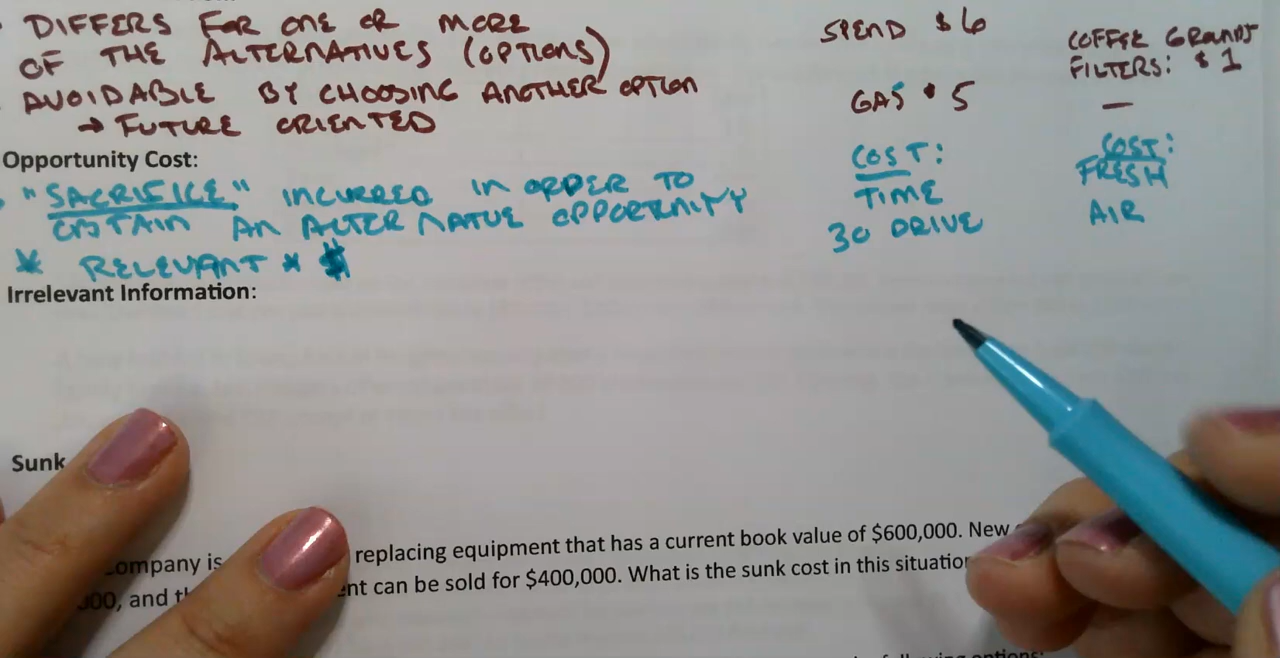 DIFFERS FOR ONE OR MORE
OF THE ALTERNATIVES (OPTIONS)
AVOIDABLE BY CHOOSING ANOTHER OPTION
→ FUTURE ORIENTED
SPEND $6
GAS $5
COST:
TIME
30 DRIVE
COFFEE GROUNDS
FILTERS: $1
—
COST:
FRESH
AIR
Opportunity Cost:
"SACRIFICE" INCURRED IN ORDER TO
OBTAIN AN ALTERNATIVE OPPORTUNITY
* RELEVANT * $
Irrelevant Information:
Sunk
ompany is replacing equipment that has a current book value of $600,000. New
000, and ent can be sold for $400,000. What is the sunk cost in this situation
following options: